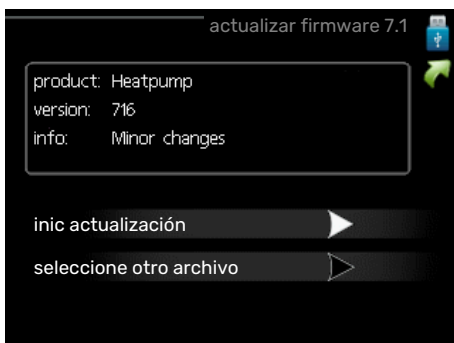 actualizar firmware 7.1
product: Heatpump
version: 716
info: Minor changes
inic actualización
seleccione otro archivo